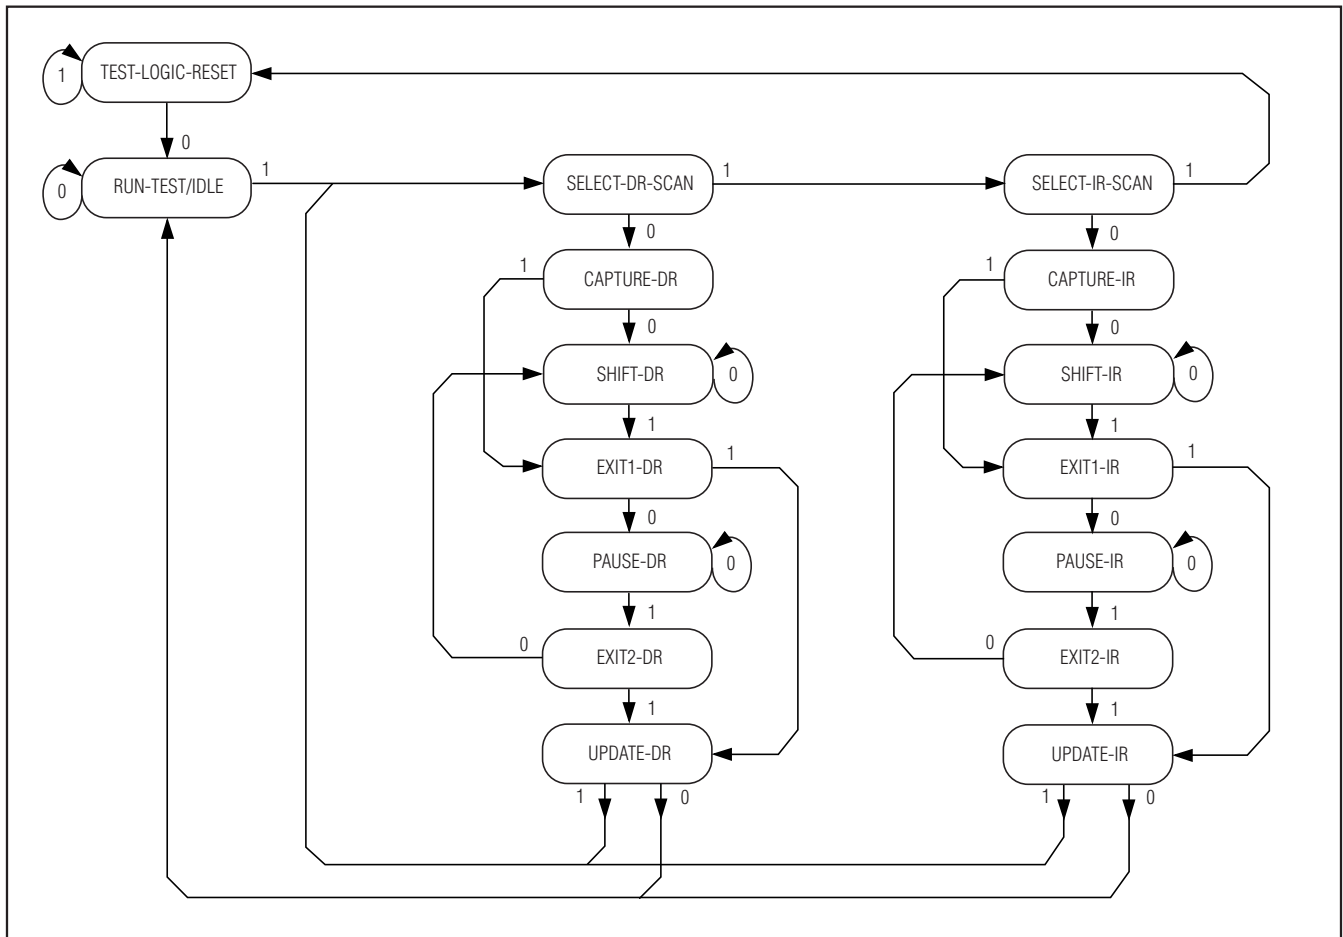 1
TEST-LOGIC-RESET
0
0
RUN-TEST/IDLE
1
SELECT-DR-SCAN
1
SELECT-IR-SCAN
1
0
0
1
CAPTURE-DR
1
CAPTURE-IR
0
0
SHIFT-DR
0
SHIFT-IR
0
1
1
EXIT1-DR
1
EXIT1-IR
1
0
0
PAUSE-DR
0
PAUSE-IR
0
1
1
0
EXIT2-DR
0
EXIT2-IR
1
1
UPDATE-DR
UPDATE-IR
1
0
1
0